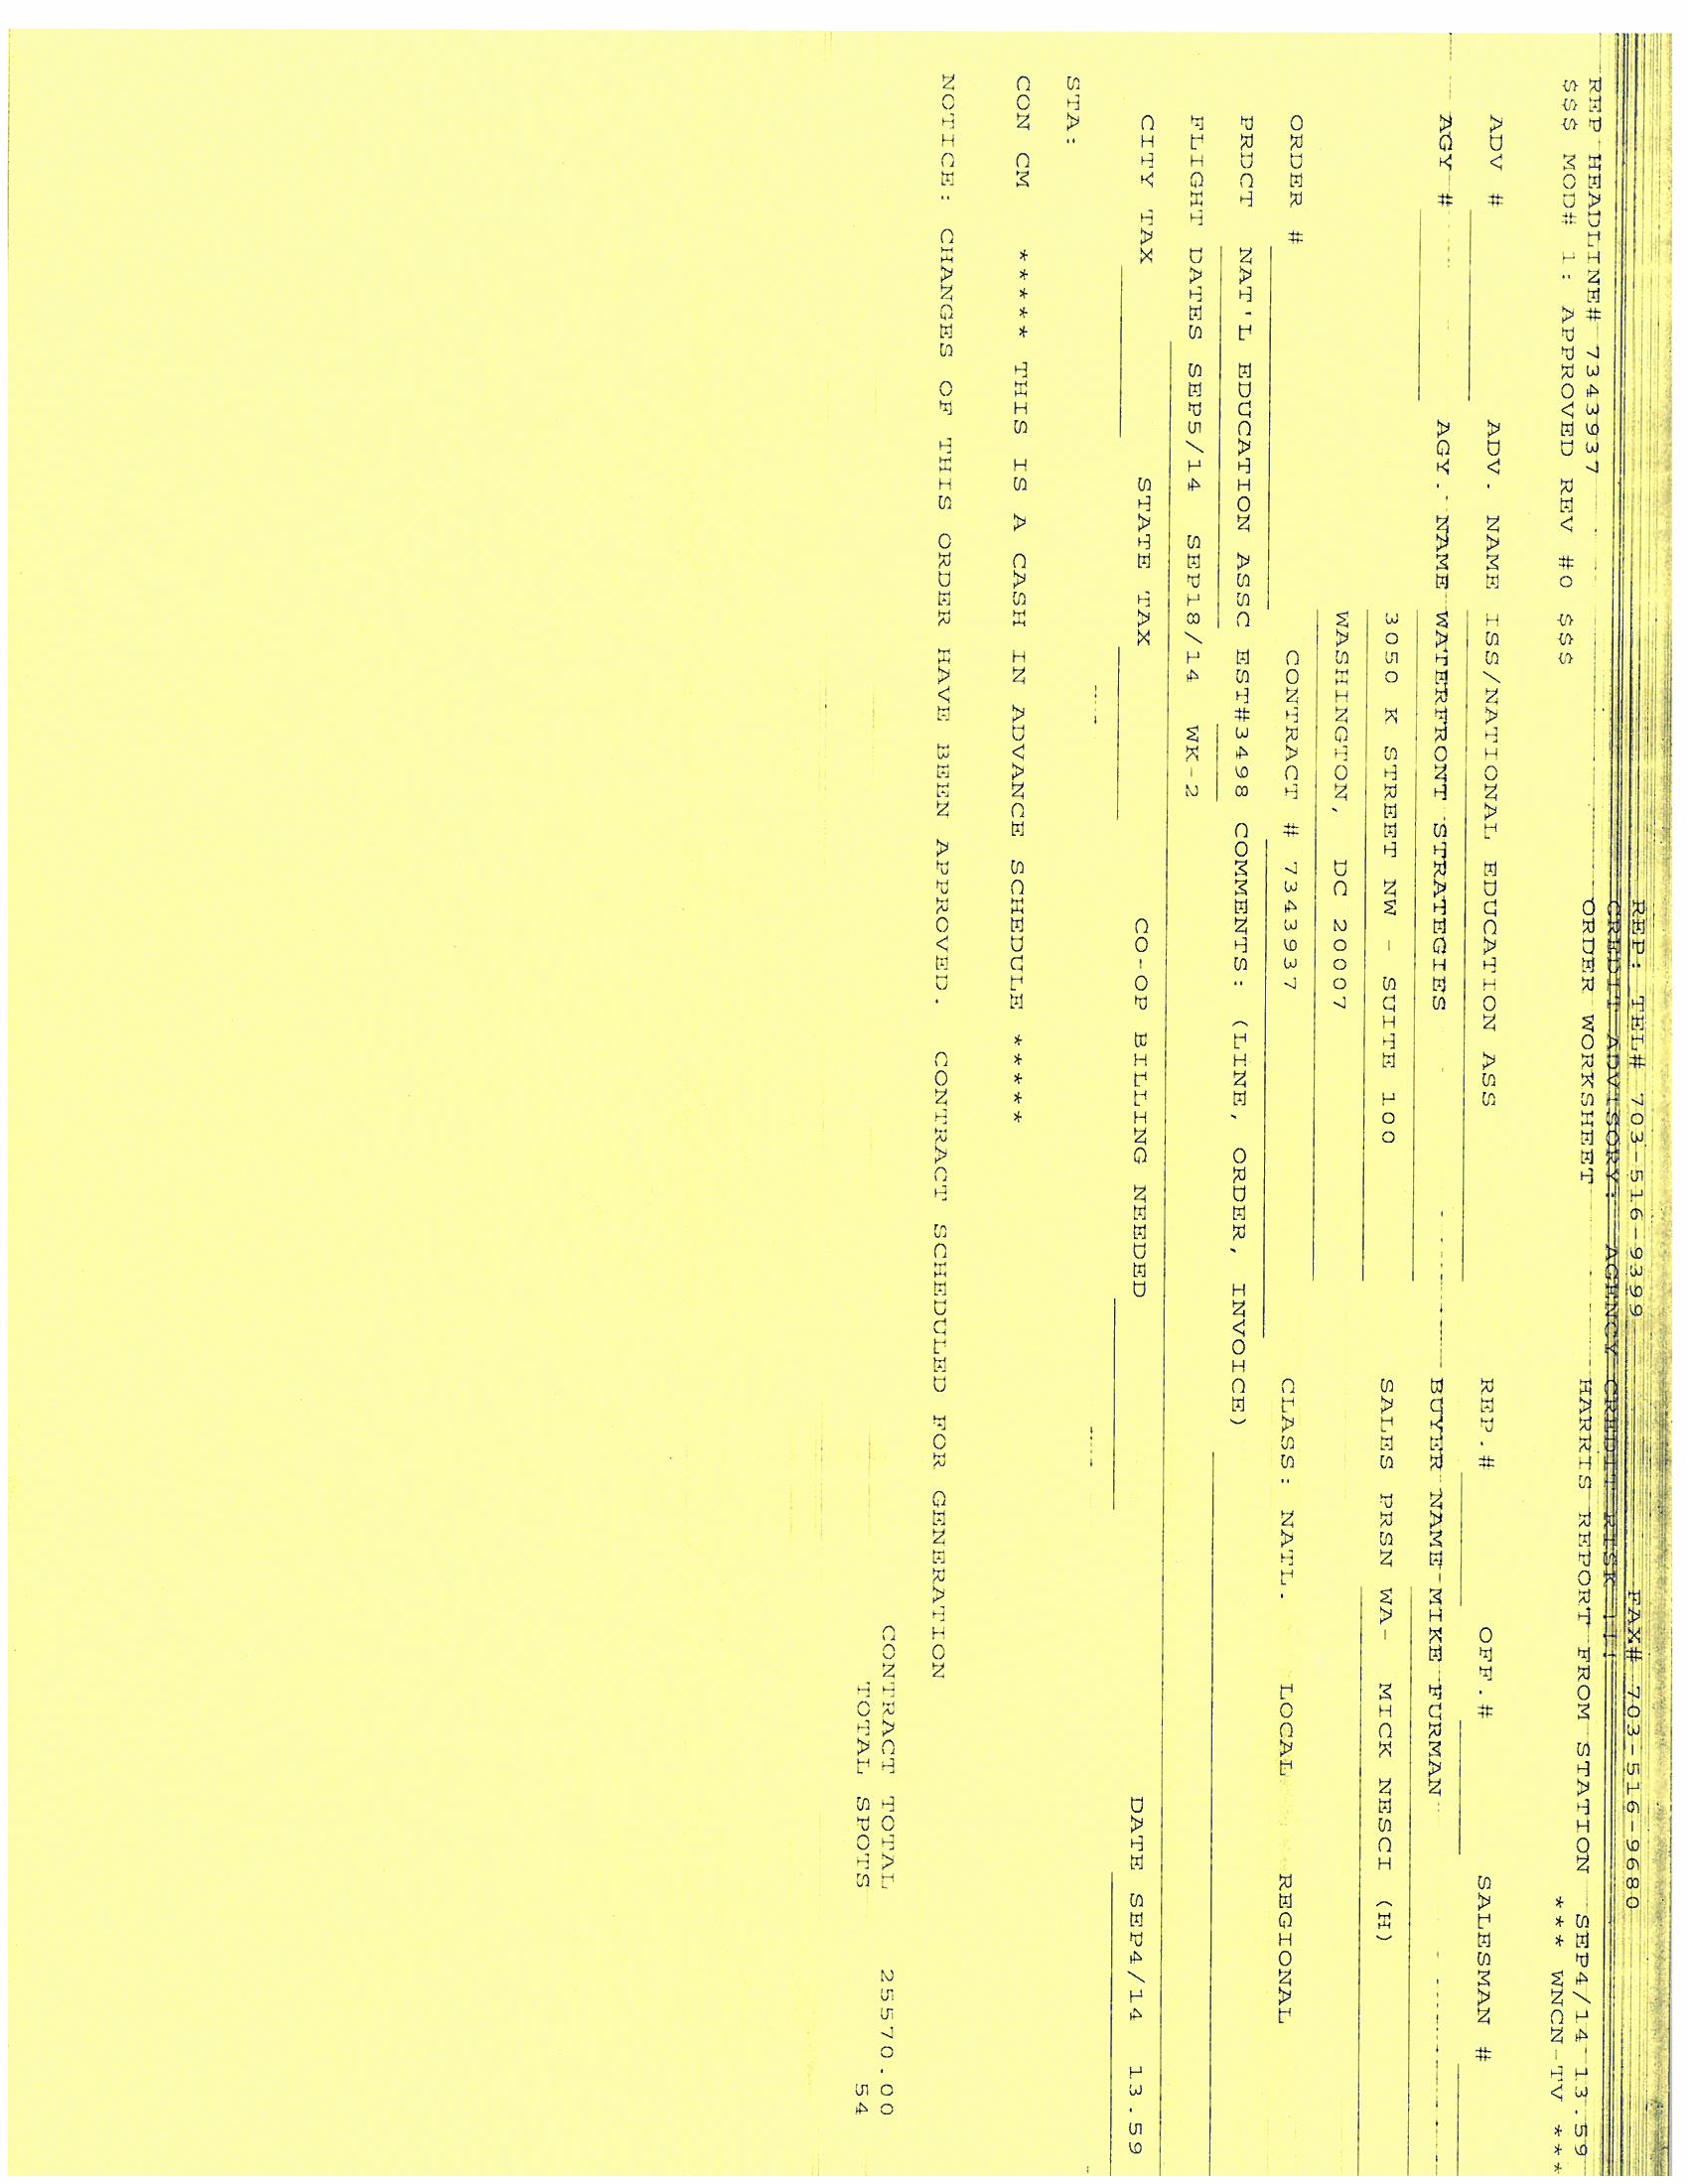 REP: TEL# 703-516-9399 FAX# 703-516-9680
CREDIT ADVISORY: AGENCY CREDIT RISK !!!
REP HEADLINE# 7343937 ORDER WORKSHEET HARRIS REPORT FROM STATION SEP4/14 13.59
$$$ MOD# 1: APPROVED REV #0 $$$ *** WNCN-TV ***
ADV # ADV. NAME ISS/NATIONAL EDUCATION ASS REP.# OFF.# SALESMAN #
AGY # AGY. NAME WATERFRONT STRATEGIES BUYER NAME MIKE FURMAN
3050 K STREET NW - SUITE 100 SALES PRSN WA- MICK NESCI (H)
WASHINGTON, DC 20007
ORDER # CONTRACT # 7343937 CLASS: NATL. LOCAL REGIONAL
PRDCT NAT'L EDUCATION ASSC EST#3498 COMMENTS: (LINE, ORDER, INVOICE)
FLIGHT DATES SEP5/14 SEP18/14 WK-2
CITY TAX STATE TAX CO-OP BILLING NEEDED DATE SEP4/14 13.59
STA:
CON CM ***** THIS IS A CASH IN ADVANCE SCHEDULE *****
NOTICE: CHANGES OF THIS ORDER HAVE BEEN APPROVED. CONTRACT SCHEDULED FOR GENERATION
CONTRACT TOTAL 25570.00
TOTAL SPOTS 54